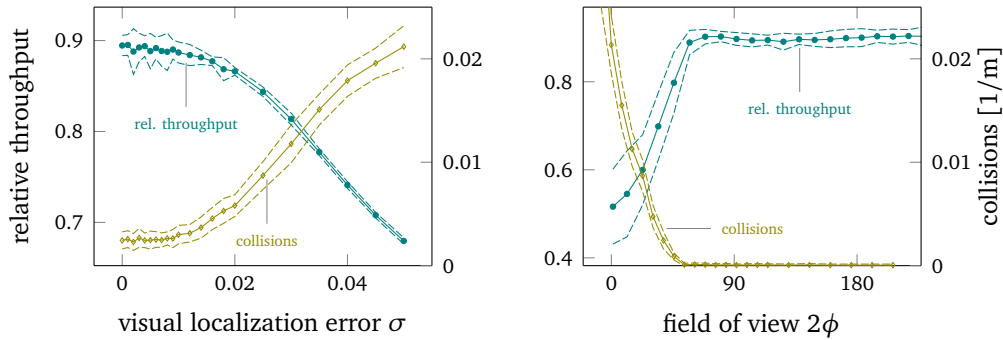 relative throughput
0.9
0.8
0.7
0.02
0.01
0
rel. throughput
collisions
0
0.02
0.04
visual localization error σ
0.8
0.6
0.4
0.02
0.01
0
rel. throughput
collisions
0
90
180
field of view 2ϕ
collisions [1/m]